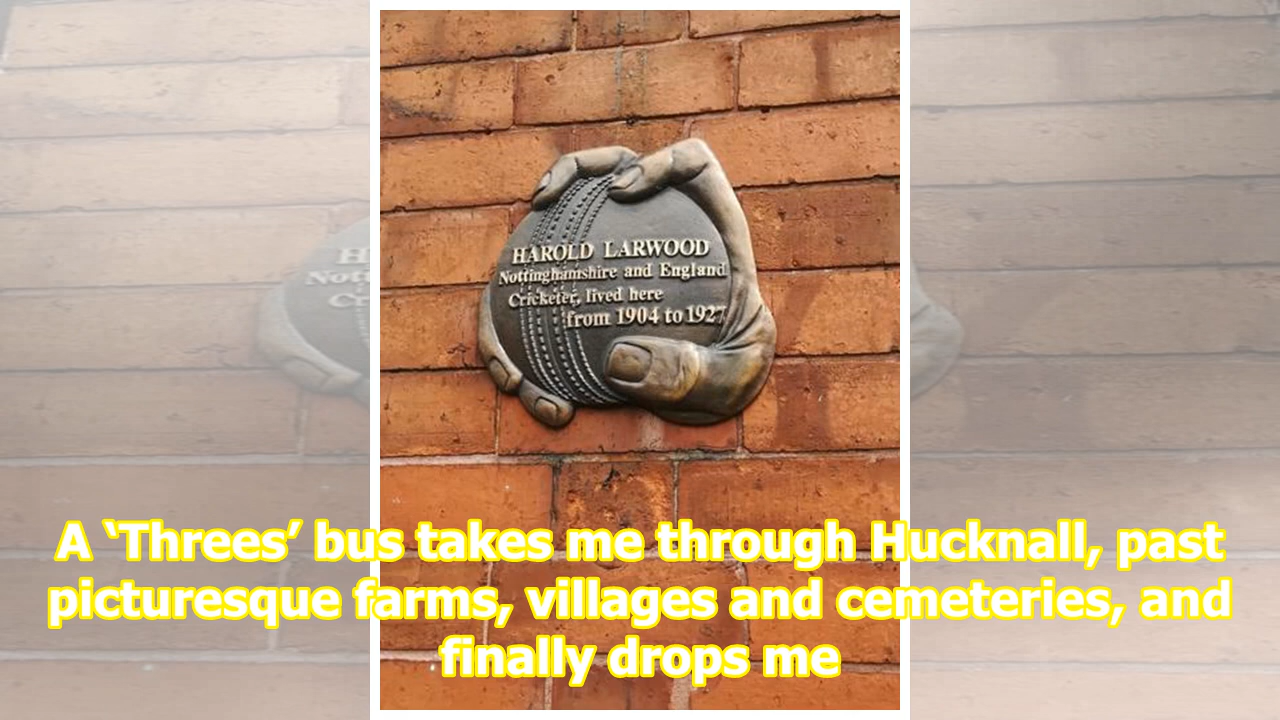 HAROLD LARWOOD
Nottinghamshire and England
Cricketer, lived here
from 1904 to 1927
A ‘Threes’ bus takes me through Hucknall, past
picturesque farms, villages and cemeteries, and
finally drops me